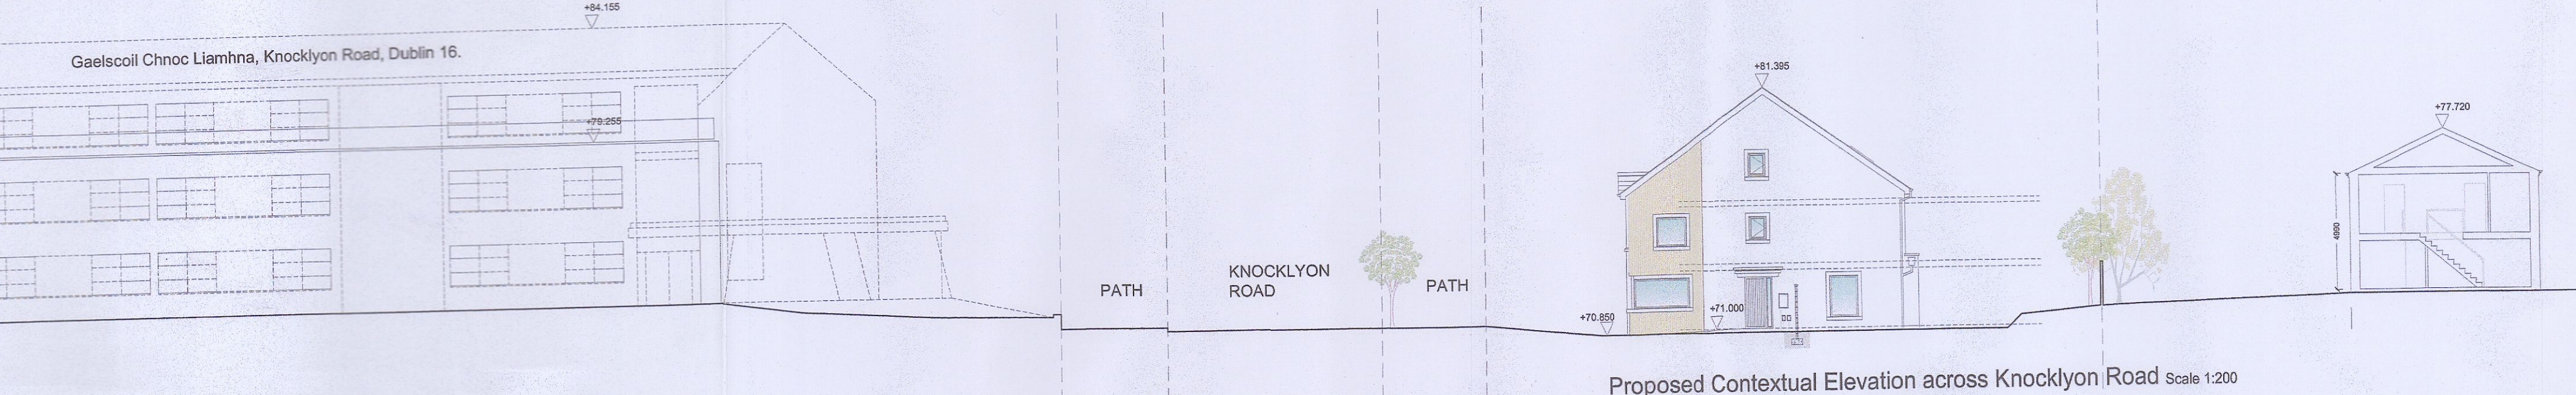 +84.155
Gaelscoil Chnoc Liamhna, Knocklyon Road, Dublin 16.
+79.255
PATH
KNOCKLYON
ROAD
PATH
+81.395
+70.850
+71.000
+77.720
4990
Proposed Contextual Elevation across Knocklyon Road Scale 1:200